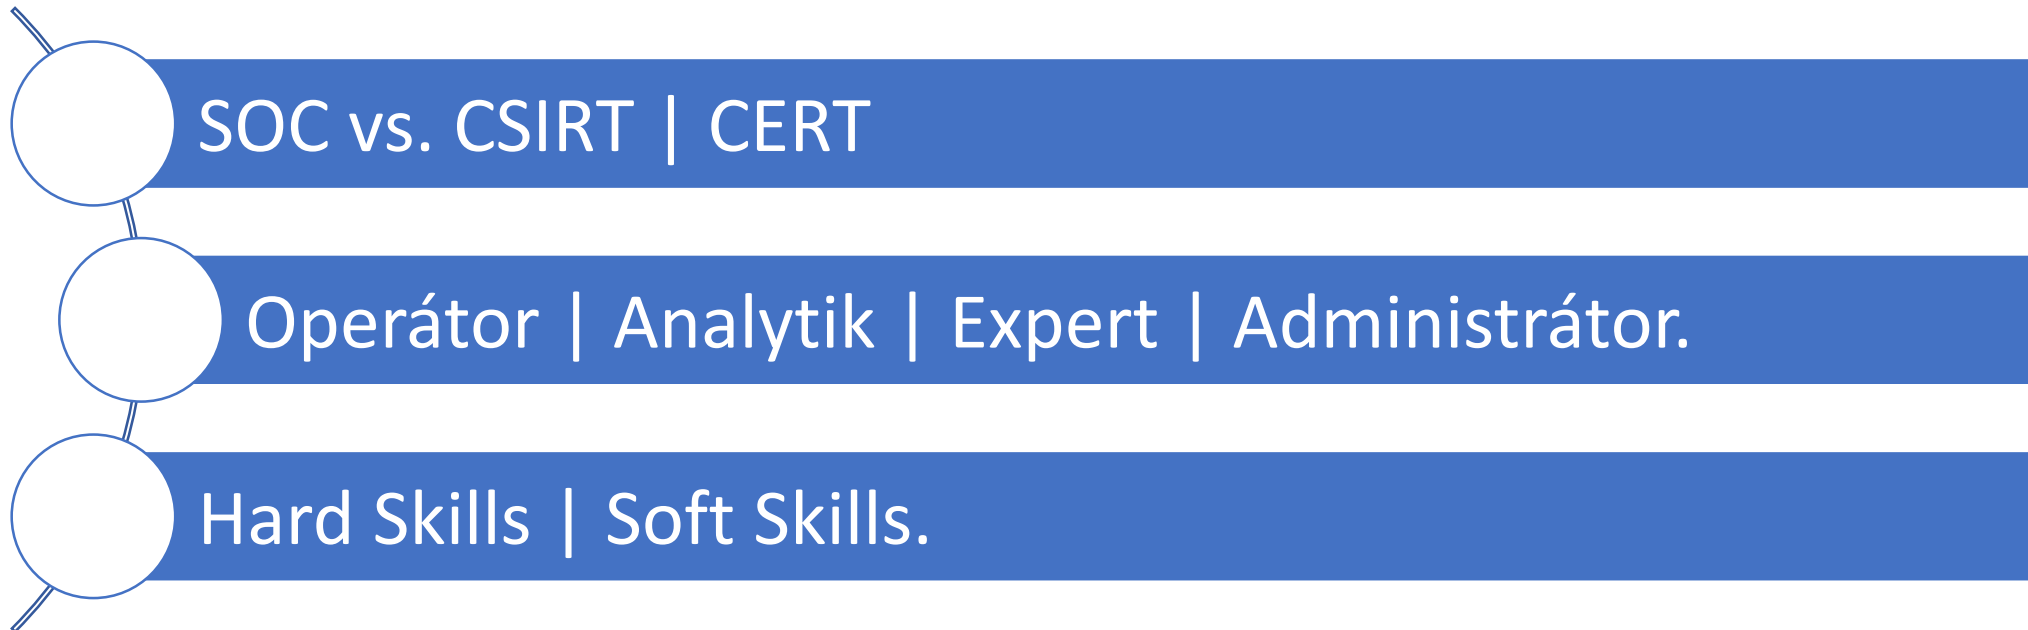 SOC vs. CSIRT | CERT
Operátor | Analytik | Expert | Administrátor.
Hard Skills | Soft Skills.